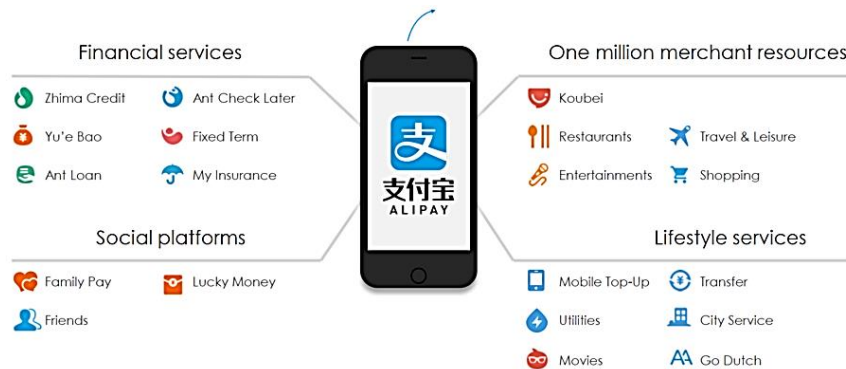 Financial services
Zhima Credit
Ant Check Later
Yu'e Bao
Fixed Term
Ant Loan
My Insurance
One million merchant resources
Koubei
Restaurants
Travel & Leisure
Entertainments
Shopping
支
支付宝
ALIPAY
Social platforms
Family Pay
Lucky Money
Friends
Lifestyle services
Mobile Top-Up
Transfer
Utilities
City Service
Movies
AA
Go Dutch